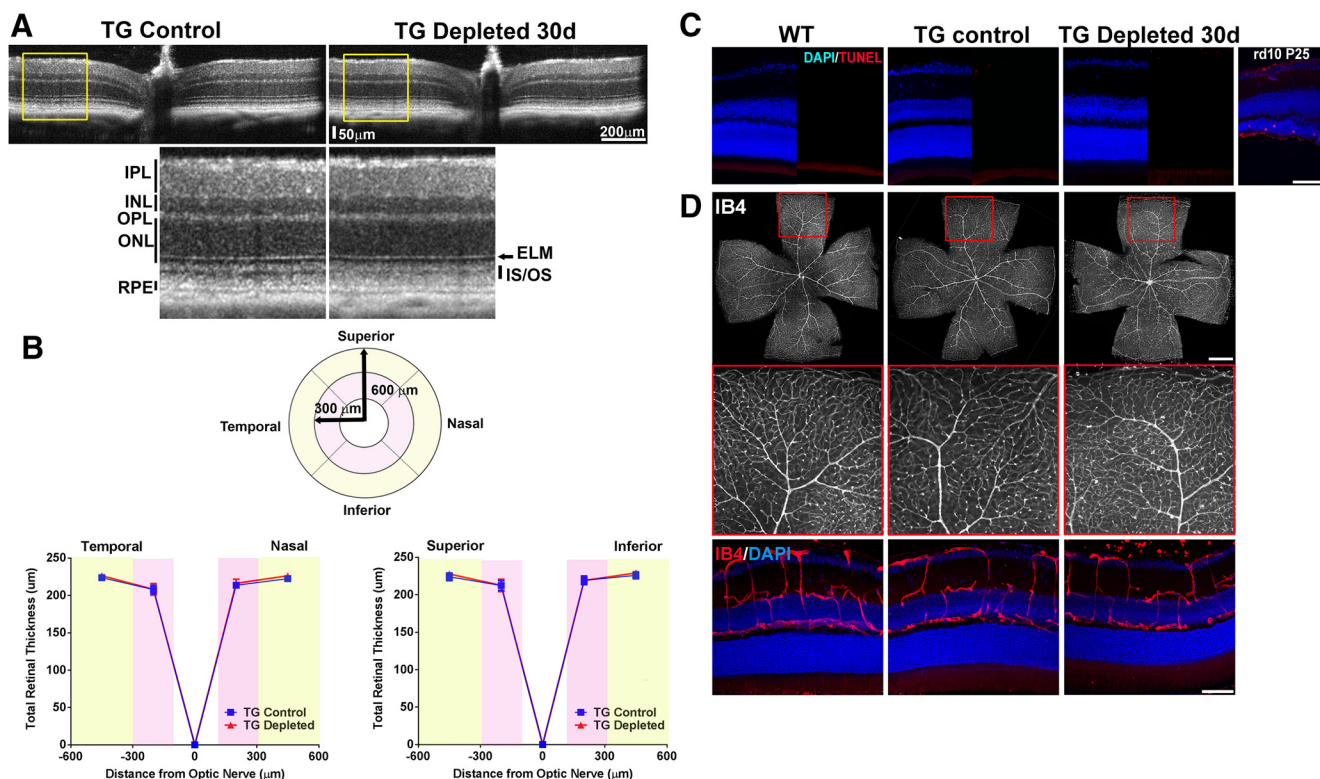 A
TG Control
TG Depleted 30d
50μm
200μm
IPL
INL
OPL
ONL
RPE
ELM
IS/OS
B
Superior
600 μm
300 μm
Temporal
Nasal
Inferior
Temporal
Nasal
Total Retinal Thickness (um)
250
200
150
100
50
0
TG Control
TG Depleted
-600
-300
0
300
600
Distance from Optic Nerve (μm)
Superior
Inferior
Total Retinal Thickness (um)
250
200
150
100
50
0
TG Control
TG Depleted
-600
-300
0
300
600
Distance from Optic Nerve (μm)
C
WT
TG control
TG Depleted 30d
DAPI/TUNEL
rd10 P25
D
IB4
IB4/DAPI